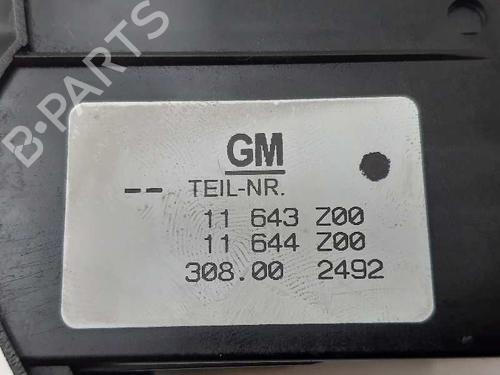 B-PARTS
GM
-- TEIL-NR.
11 643 Z00
11 644 Z00
308.00 2492